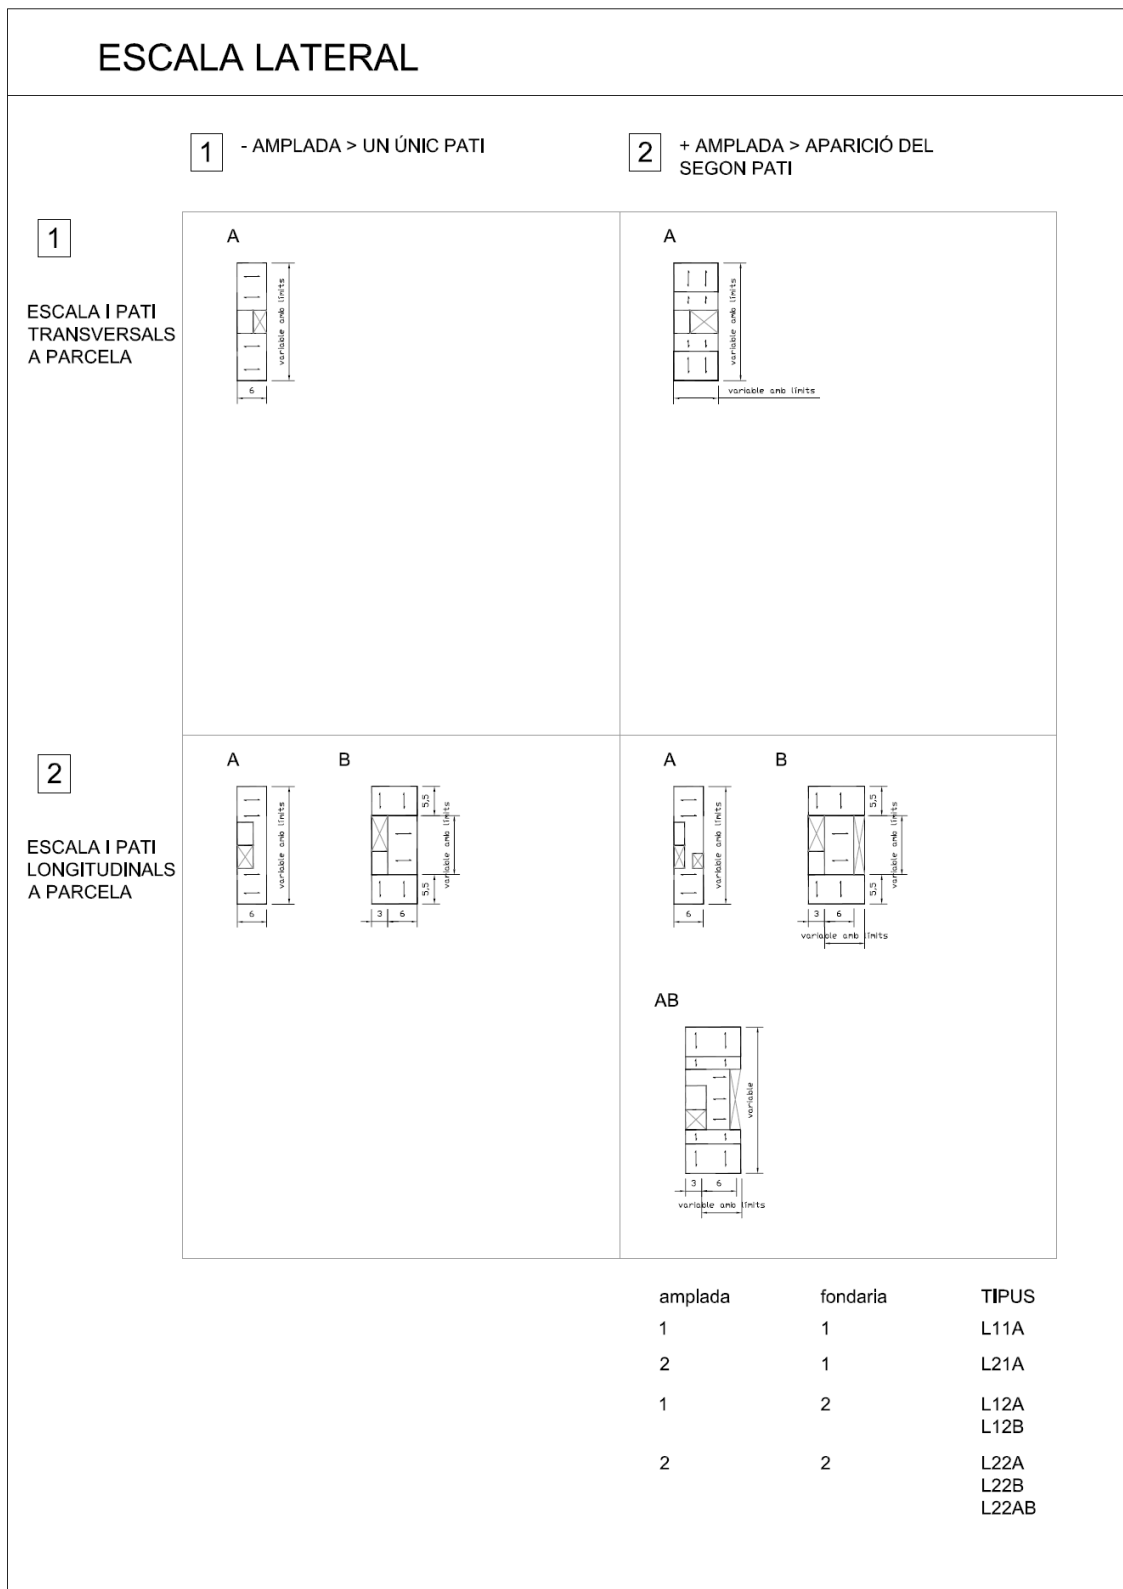 ESCALA LATERAL
1
- AMPLADA > UN ÚNIC PATI
2
+ AMPLADA > APARICIÓ DEL
SEGON PATI
1
ESCALA I PATI
TRANSVERSALS
A PARCELA
A
variable amb límits
6
A
variable amb límits
variable amb límits
2
ESCALA I PATI
LONGITUDINALS
A PARCELA
A
variable amb límits
6
B
5,5
variable amb límits
5,5
3
6
A
variable amb límits
6
B
5,5
variable amb límits
5,5
3
6
variable amb límits
AB
variable
3
6
variable amb límits
amplada fondaria TIPUS
1 1 L11A
2 1 L21A
1 2 L12A
L12B
2 2 L22A
L22B
L22AB